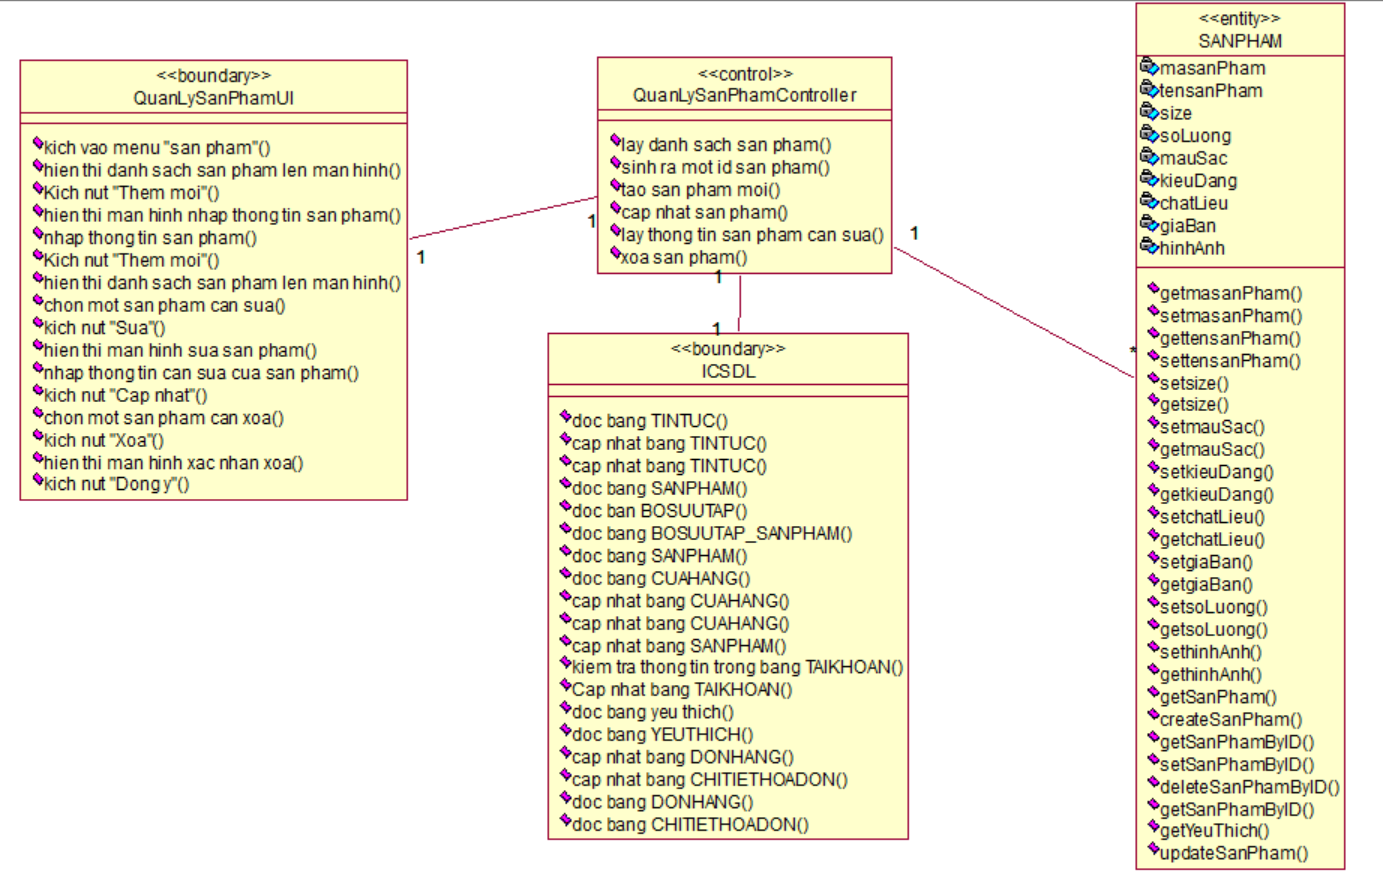 <<boundary>>
QuanLySanPhamUI
kich vao menu "san pham"()
hien thi danh sach san pham len man hinh()
Kich nut "Them moi"()
hien thi man hinh nhap thong tin san pham()
nhap thong tin san pham()
Kich nut "Them moi"()
hien thi danh sach san pham len man hinh()
chon mot san pham can sua()
kich nut "Sua"()
hien thi man hinh sua san pham()
nhap thong tin can sua cua san pham()
kich nut "Cap nhat"()
chon mot san pham can xoa()
kich nut "Xoa"()
hien thi man hinh xac nhan xoa()
kich nut "Dong y"()
1
1
<<control>>
QuanLySanPhamController
lay danh sach san pham()
sinh ra mot id san pham()
tao san pham moi()
cap nhat san pham()
lay thong tin san pham can sua()
xoa san pham()
1
1
1
*
<<boundary>>
ICSDL
doc bang TINTUC()
cap nhat bang TINTUC()
cap nhat bang TINTUC()
doc bang SANPHAM()
doc ban BOSUUTAP()
doc bang BOSUUTAP_SANPHAM()
doc bang SANPHAM()
doc bang CUAHANG()
cap nhat bang CUAHANG()
cap nhat bang CUAHANG()
cap nhat bang SANPHAM()
kiem tra thong tin trong bang TAIKHOAN()
Cap nhat bang TAIKHOAN()
doc bang yeu thich()
doc bang YEUTHICH()
cap nhat bang DONHANG()
cap nhat bang CHITIETHOADON()
doc bang DONHANG()
doc bang CHITIETHOADON()
<<entity>>
SANPHAM
masanPham
tensanPham
size
soLuong
mauSac
kieuDang
chatLieu
giaBan
hinhAnh
getmasanPham()
setmasanPham()
gettensanPham()
settensanPham()
setsize()
getsize()
setmauSac()
getmauSac()
setkieuDang()
getkieuDang()
setchatLieu()
getchatLieu()
setgiaBan()
getgiaBan()
setsoLuong()
getsoLuong()
sethinhAnh()
gethinhAnh()
getSanPham()
createSanPham()
getSanPhamByID()
setSanPhamByID()
deleteSanPhamByID()
getSanPhamByID()
getYeuThich()
updateSanPham()